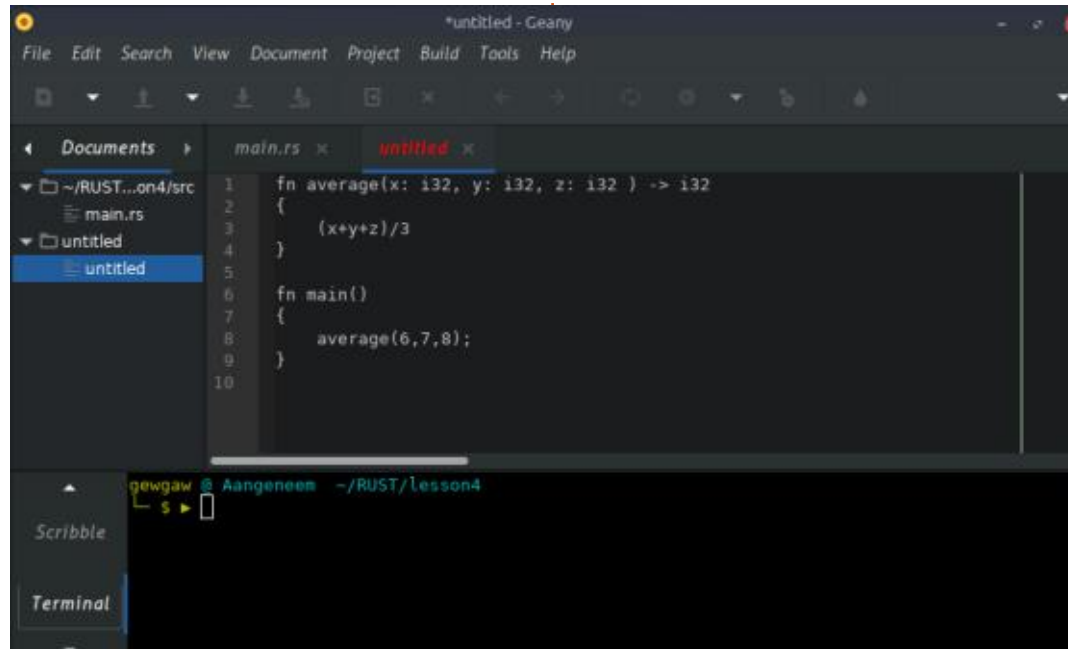 *untitled - Geany
File Edit Search View Document Project Build Tools Help
Documents
main.rs
untitled
~/RUST...on4/src
main.rs
untitled
untitled
1 fn average(x: i32, y: i32, z: i32 ) -> i32
2 {
3 (x+y+z)/3
4 }
5
6 fn main()
7 {
8 average(6,7,8);
9 }
10
Scribble
Terminal
gewgaw @ Aangeneem ~/RUST/lesson4
$